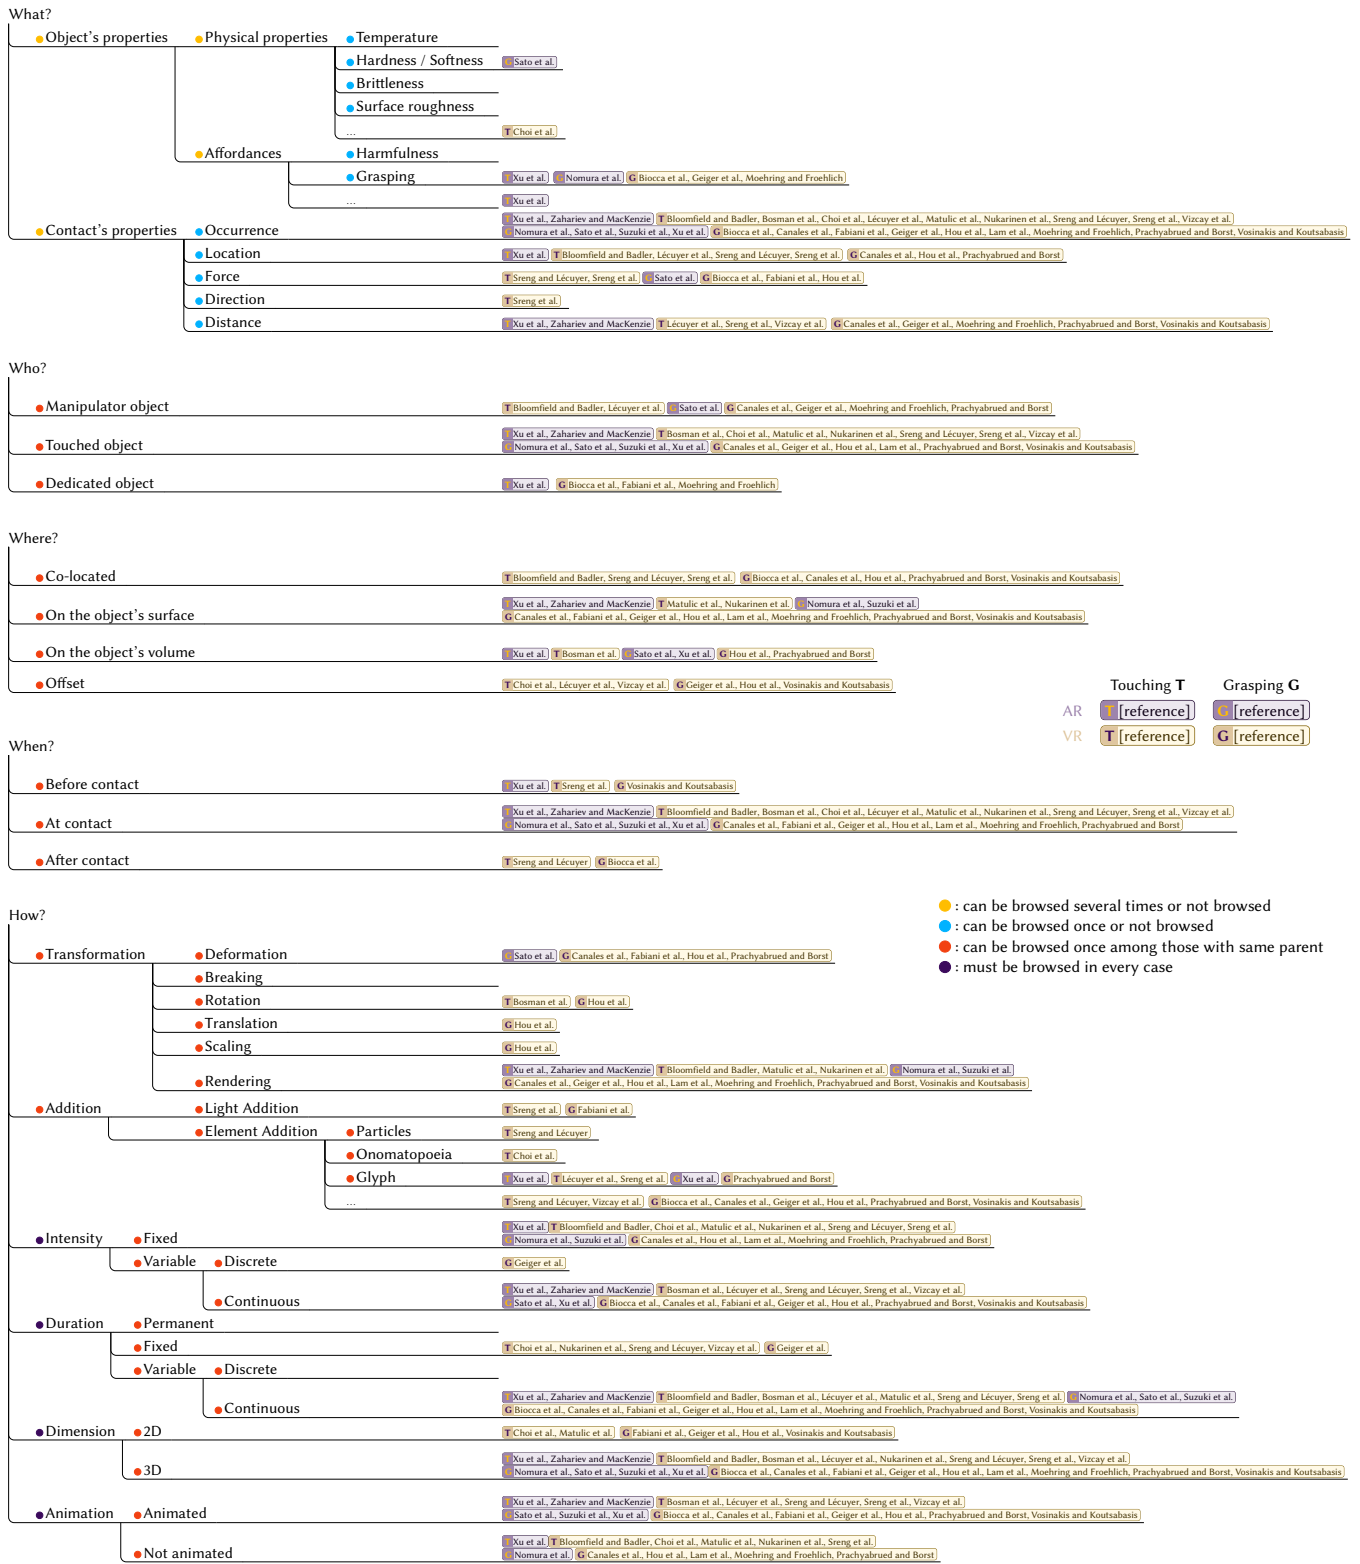 What?
Object's properties Physical properties Temperature
Hardness / Softness G Sato et al.
Brittleness
Surface roughness
... T Choi et al.
Affordances Harmfulness
Grasping T Xu et al. G Nomura et al. G Biocca et al., Geiger et al., Moehring and Froehlich
... T Xu et al.
T Xu et al., Zahariev and MacKenzie T Bloomfield and Badler, Bosman et al., Choi et al., Lécuyer et al., Matulic et al., Nukarinen et al., Sreng and Lécuyer, Sreng et al., Vizcay et al.
Contact's properties Occurrence G Nomura et al., Sato et al., Suzuki et al., Xu et al. G Biocca et al., Canales et al., Fabiani et al., Geiger et al., Hou et al., Lam et al., Moehring and Froehlich, Prachyabrued and Borst, Vosinakis and Koutsabasis
Location T Xu et al. T Bloomfield and Badler, Lécuyer et al., Sreng and Lécuyer, Sreng et al. G Canales et al., Hou et al., Prachyabrued and Borst
Force T Sreng and Lécuyer, Sreng et al. G Sato et al. G Biocca et al., Fabiani et al., Hou et al.
Direction T Sreng et al.
Distance T Xu et al., Zahariev and MacKenzie T Lécuyer et al., Sreng et al., Vizcay et al. G Canales et al., Geiger et al., Moehring and Froehlich, Prachyabrued and Borst, Vosinakis and Koutsabasis
Who?
Manipulator object T Bloomfield and Badler, Lécuyer et al. G Sato et al. G Canales et al., Geiger et al., Moehring and Froehlich, Prachyabrued and Borst
T Xu et al., Zahariev and MacKenzie T Bosman et al., Choi et al., Matulic et al., Nukarinen et al., Sreng and Lécuyer, Sreng et al., Vizcay et al.
Touched object G Nomura et al., Sato et al., Suzuki et al., Xu et al. G Canales et al., Geiger et al., Hou et al., Lam et al., Prachyabrued and Borst, Vosinakis and Koutsabasis
Dedicated object T Xu et al. G Biocca et al., Fabiani et al., Moehring and Froehlich
Where?
Co-located T Bloomfield and Badler, Sreng and Lécuyer, Sreng et al. G Biocca et al., Canales et al., Hou et al., Prachyabrued and Borst, Vosinakis and Koutsabasis
T Xu et al., Zahariev and MacKenzie T Matulic et al., Nukarinen et al. G Nomura et al., Suzuki et al.
On the object's surface G Canales et al., Fabiani et al., Geiger et al., Hou et al., Lam et al., Moehring and Froehlich, Prachyabrued and Borst, Vosinakis and Koutsabasis
On the object's volume T Xu et al. T Bosman et al. G Sato et al., Xu et al. G Hou et al., Prachyabrued and Borst
Offset T Choi et al., Lécuyer et al., Vizcay et al. G Geiger et al., Hou et al., Vosinakis and Koutsabasis
Touching T Grasping G
AR T [reference] G [reference]
VR T [reference] G [reference]
When?
Before contact T Xu et al. T Sreng et al. G Vosinakis and Koutsabasis
T Xu et al., Zahariev and MacKenzie T Bloomfield and Badler, Bosman et al., Choi et al., Lécuyer et al., Matulic et al., Nukarinen et al., Sreng and Lécuyer, Sreng et al., Vizcay et al.
At contact G Nomura et al., Sato et al., Suzuki et al., Xu et al. G Canales et al., Fabiani et al., Geiger et al., Hou et al., Lam et al., Moehring and Froehlich, Prachyabrued and Borst
After contact T Sreng and Lécuyer G Biocca et al.
: can be browsed several times or not browsed
: can be browsed once or not browsed
: can be browsed once among those with same parent
: must be browsed in every case
How?
Transformation Deformation G Sato et al. G Canales et al., Fabiani et al., Hou et al., Prachyabrued and Borst
Breaking
Rotation T Bosman et al. G Hou et al.
Translation G Hou et al.
Scaling G Hou et al.
T Xu et al., Zahariev and MacKenzie T Bloomfield and Badler, Matulic et al., Nukarinen et al. G Nomura et al., Suzuki et al.
Rendering G Canales et al., Geiger et al., Hou et al., Lam et al., Moehring and Froehlich, Prachyabrued and Borst, Vosinakis and Koutsabasis
Addition Light Addition T Sreng et al. G Fabiani et al.
Element Addition Particles T Sreng and Lécuyer
Onomatopoeia T Choi et al.
Glyph T Xu et al. T Lécuyer et al., Sreng et al. G Xu et al. G Prachyabrued and Borst
... T Sreng and Lécuyer, Vizcay et al. G Biocca et al., Canales et al., Geiger et al., Hou et al., Prachyabrued and Borst, Vosinakis and Koutsabasis
T Xu et al. T Bloomfield and Badler, Choi et al., Matulic et al., Nukarinen et al., Sreng and Lécuyer, Sreng et al.
Intensity Fixed G Nomura et al., Suzuki et al. G Canales et al., Hou et al., Lam et al., Moehring and Froehlich, Prachyabrued and Borst
Variable Discrete G Geiger et al.
T Xu et al., Zahariev and MacKenzie T Bosman et al., Lécuyer et al., Sreng and Lécuyer, Sreng et al., Vizcay et al.
Continuous G Sato et al., Xu et al. G Biocca et al., Canales et al., Fabiani et al., Geiger et al., Hou et al., Prachyabrued and Borst, Vosinakis and Koutsabasis
Duration Permanent
Fixed T Choi et al., Nukarinen et al., Sreng and Lécuyer, Vizcay et al. G Geiger et al.
Variable Discrete
T Xu et al., Zahariev and MacKenzie T Bloomfield and Badler, Bosman et al., Lécuyer et al., Matulic et al., Sreng and Lécuyer, Sreng et al. G Nomura et al., Sato et al., Suzuki et al.
Continuous G Biocca et al., Canales et al., Fabiani et al., Geiger et al., Hou et al., Lam et al., Moehring and Froehlich, Prachyabrued and Borst, Vosinakis and Koutsabasis
Dimension 2D T Choi et al., Matulic et al. G Fabiani et al., Geiger et al., Hou et al., Vosinakis and Koutsabasis
T Xu et al., Zahariev and MacKenzie T Bloomfield and Badler, Bosman et al., Lécuyer et al., Nukarinen et al., Sreng and Lécuyer, Sreng et al., Vizcay et al.
3D G Nomura et al., Sato et al., Suzuki et al., Xu et al. G Biocca et al., Canales et al., Fabiani et al., Geiger et al., Hou et al., Lam et al., Moehring and Froehlich, Prachyabrued and Borst, Vosinakis and Koutsabasis
T Xu et al., Zahariev and MacKenzie T Bosman et al., Lécuyer et al., Sreng and Lécuyer, Sreng et al., Vizcay et al.
Animation Animated G Sato et al., Suzuki et al., Xu et al. G Biocca et al., Canales et al., Fabiani et al., Geiger et al., Hou et al., Prachyabrued and Borst, Vosinakis and Koutsabasis
T Xu et al. T Bloomfield and Badler, Choi et al., Matulic et al., Nukarinen et al., Sreng et al.
Not animated G Nomura et al. G Canales et al., Hou et al., Lam et al., Moehring and Froehlich, Prachyabrued and Borst